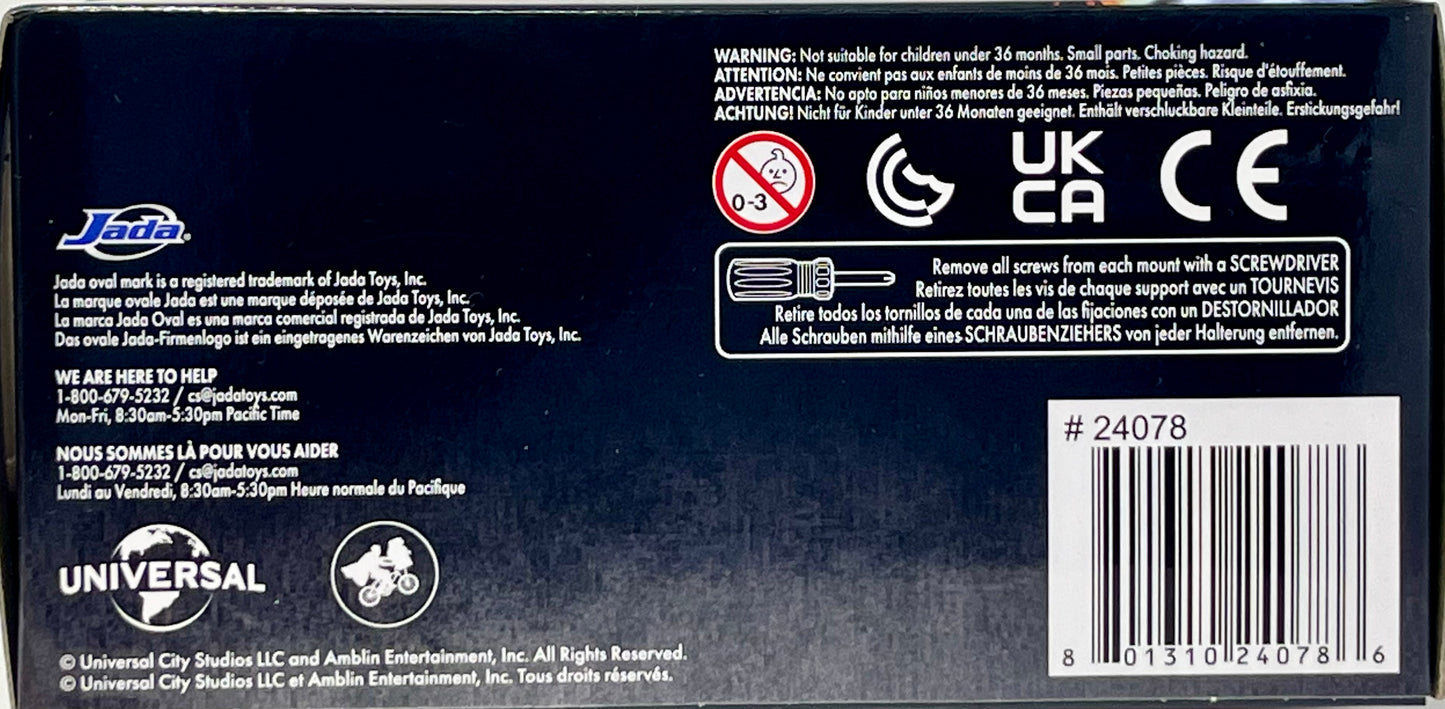 WARNING: Not suitable for children under 36 months. Small parts. Choking hazard.
ATTENTION: Ne convient pas aux enfants de moins de 36 mois. Petites pièces. Risque d'étouffement.
ADVERTENCIA: No apto para niños menores de 36 meses. Piezas pequeñas. Peligro de asfixia.
ACHTUNG! Nicht für Kinder unter 36 Monaten geeignet. Enthält verschluckbare Kleinteile. Erstickungsgefahr!
0-3
UK
CA
CE
Remove all screws from each mount with a SCREWDRIVER
Retirez toutes les vis de chaque support avec un TOURNEVIS
Retire todos los tornillos de cada una de las fijaciones con un DESTORNILLADOR
Alle Schrauben mithilfe eines SCHRAUBENZIEHERS von jeder Halterung entfernen.
Jada®
Jada oval mark is a registered trademark of Jada Toys, Inc.
La marque ovale Jada est une marque déposée de Jada Toys, Inc.
La marca Jada Oval es una marca comercial registrada de Jada Toys, Inc.
Das ovale Jada-Firmenlogo ist ein eingetragenes Warenzeichen von Jada Toys, Inc.
WE ARE HERE TO HELP
1-800-679-5232 / cs@jadatoys.com
Mon-Fri, 8:30am-5:30pm Pacific Time
NOUS SOMMES LÀ POUR VOUS AIDER
1-800-679-5232 / cs@jadatoys.com
Lundi au Vendredi, 8:30am-5:30pm Heure normale du Pacifique
UNIVERSAL
© Universal City Studios LLC and Amblin Entertainment, Inc. All Rights Reserved.
© Universal City Studios LLC et Amblin Entertainment, Inc. Tous droits réservés.
# 24078
8 01310 24078 6